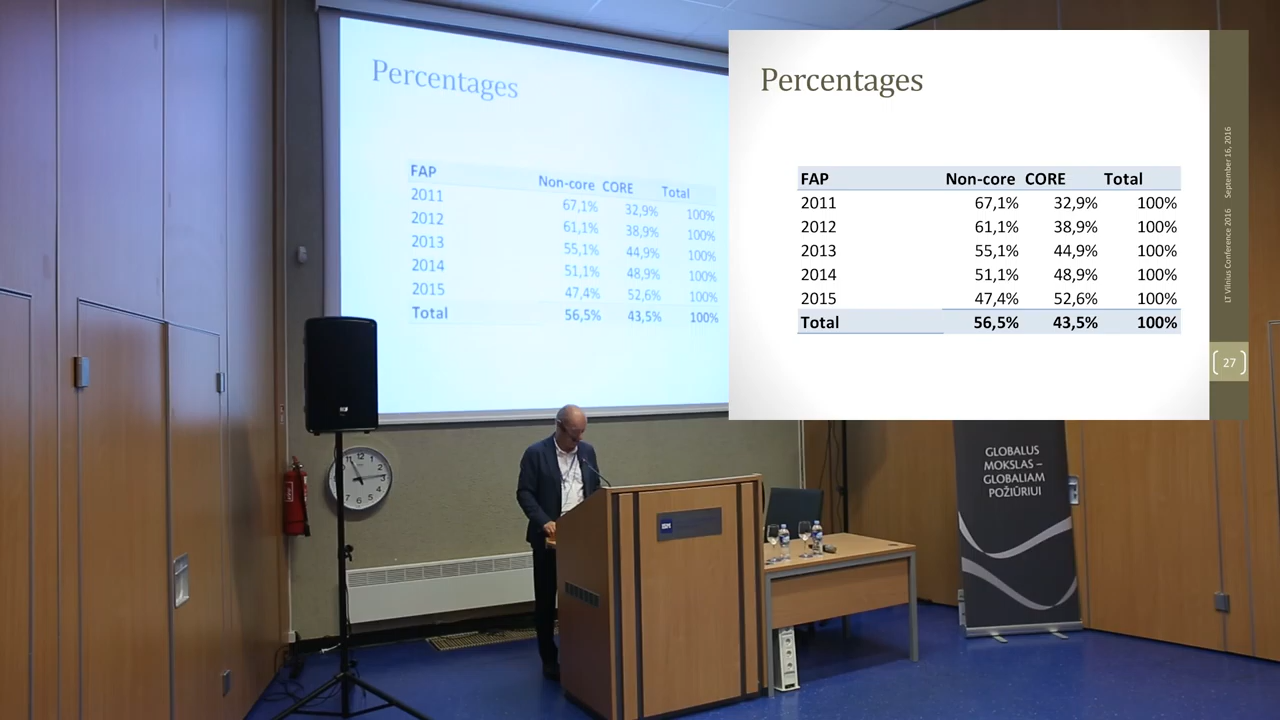 Percentages
FAP Non-core CORE Total
2011 67,1% 32,9% 100%
2012 61,1% 38,9% 100%
2013 55,1% 44,9% 100%
2014 51,1% 48,9% 100%
2015 47,4% 52,6% 100%
Total 56,5% 43,5% 100%
Percentages
FAP Non-core CORE Total
2011 67,1% 32,9% 100%
2012 61,1% 38,9% 100%
2013 55,1% 44,9% 100%
2014 51,1% 48,9% 100%
2015 47,4% 52,6% 100%
Total 56,5% 43,5% 100%
LT Vilnius Conference 2016 September 16, 2016
27
GLOBALUS
MOKSLAS –
GLOBALIAM
POŽIŪRIUI
ISM